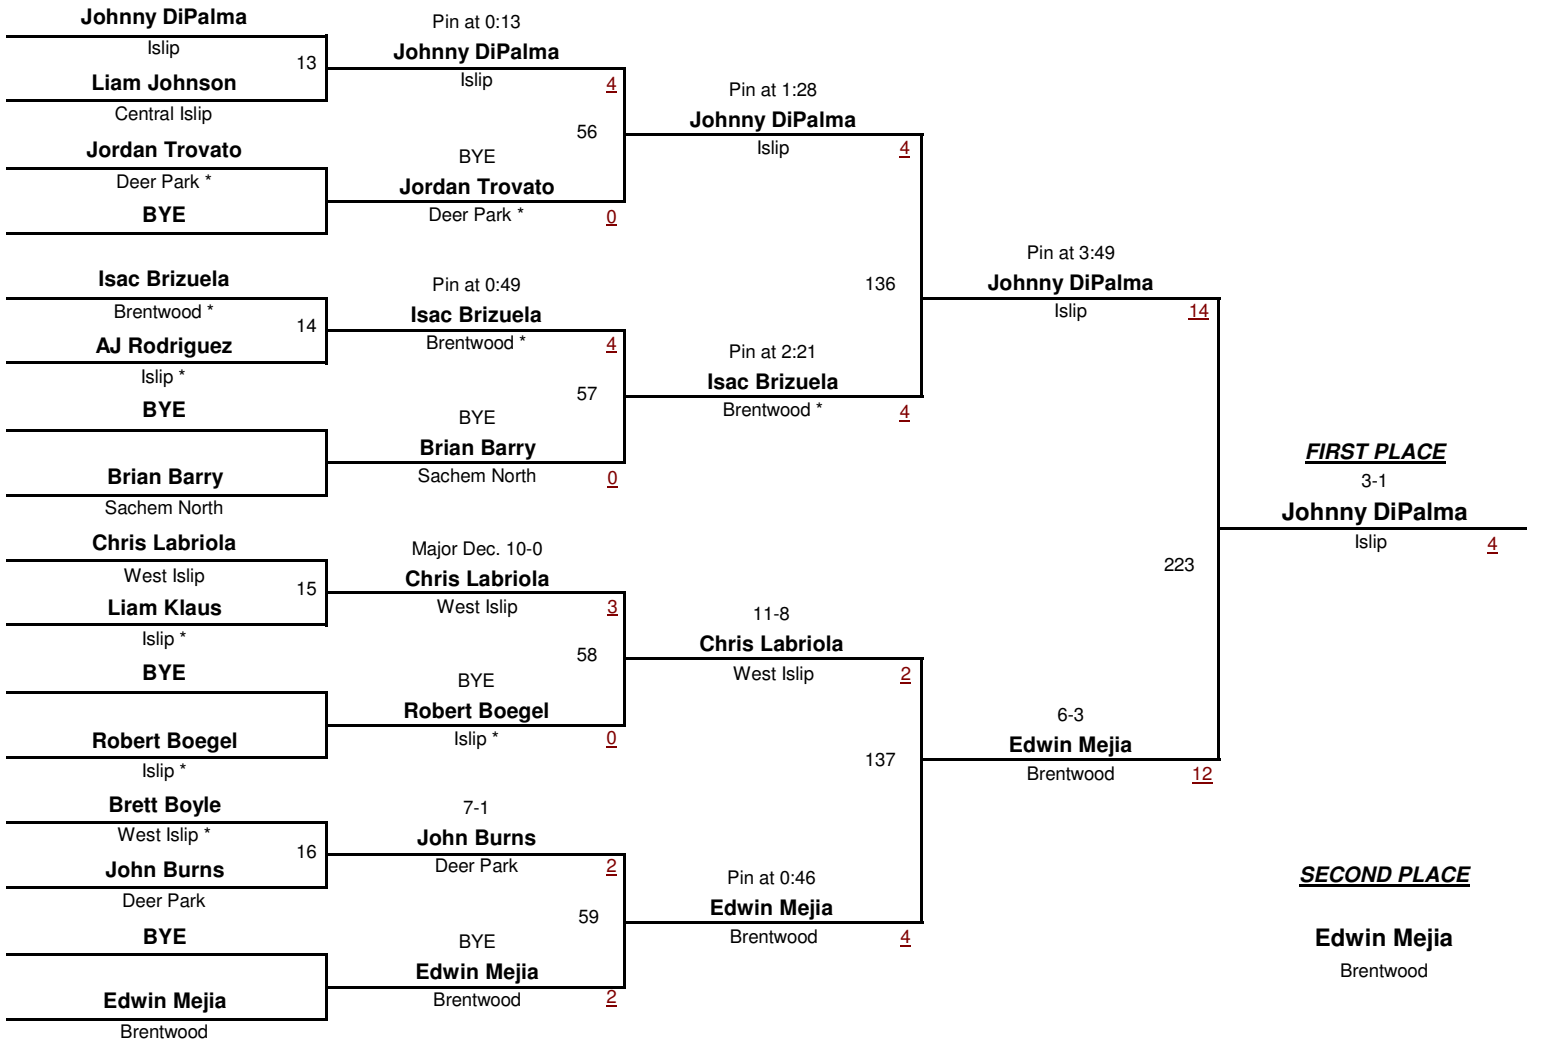 Johnny DiPalma
Islip
13
Liam Johnson
Central Islip
Jordan Trovato
Deer Park *
BYE
Isac Brizuela
Brentwood *
14
AJ Rodriguez
Islip *
BYE
Brian Barry
Sachem North
Chris Labriola
West Islip
15
Liam Klaus
Islip *
BYE
Robert Boegel
Islip *
Brett Boyle
West Islip *
16
John Burns
Deer Park
BYE
Edwin Mejia
Brentwood
Pin at 0:13
Johnny DiPalma
Islip
4
56
BYE
Jordan Trovato
Deer Park *
0
Pin at 0:49
Isac Brizuela
Brentwood *
4
57
BYE
Brian Barry
Sachem North
0
Major Dec. 10-0
Chris Labriola
West Islip
3
58
BYE
Robert Boegel
Islip *
0
7-1
John Burns
Deer Park
2
59
BYE
Edwin Mejia
Brentwood
2
Pin at 1:28
Johnny DiPalma
Islip
4
136
Pin at 2:21
Isac Brizuela
Brentwood *
4
11-8
Chris Labriola
West Islip
2
137
Pin at 0:46
Edwin Mejia
Brentwood
4
Pin at 3:49
Johnny DiPalma
Islip
14
223
6-3
Edwin Mejia
Brentwood
12
FIRST PLACE
3-1
Johnny DiPalma
Islip
4
SECOND PLACE
Edwin Mejia
Brentwood